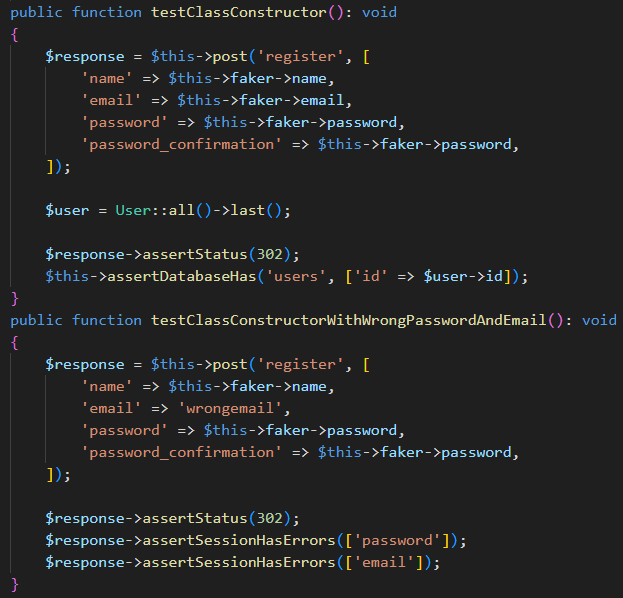 public function testClassConstructor(): void
{
    $response = $this->post('register', [
        'name' => $this->faker->name,
        'email' => $this->faker->email,
        'password' => $this->faker->password,
        'password_confirmation' => $this->faker->password,
    ]);

    $user = User::all()->last();

    $response->assertStatus(302);
    $this->assertDatabaseHas('users', ['id' => $user->id]);
}
public function testClassConstructorWithWrongPasswordAndEmail(): void
{
    $response = $this->post('register', [
        'name' => $this->faker->name,
        'email' => 'wrongemail',
        'password' => $this->faker->password,
        'password_confirmation' => $this->faker->password,
    ]);

    $response->assertStatus(302);
    $response->assertSessionHasErrors(['password']);
    $response->assertSessionHasErrors(['email']);
}